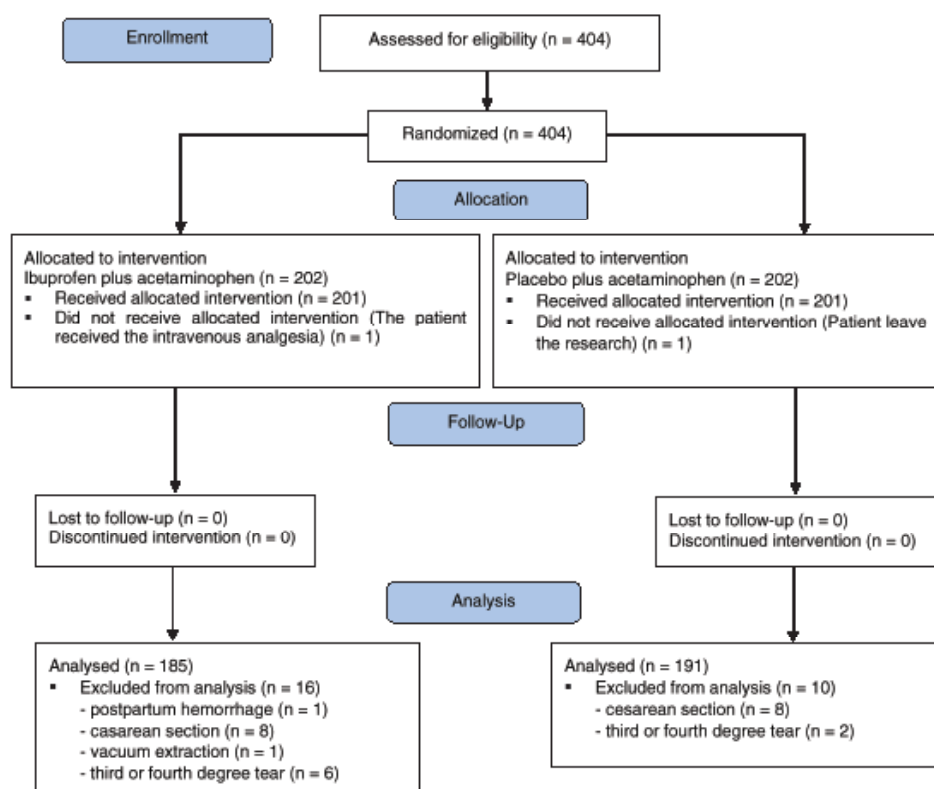 Enrollment
Assessed for eligibility (n = 404)
Randomized (n = 404)
Allocation
Allocated to intervention
Ibuprofen plus acetaminophen (n = 202)
▪ Received allocated intervention (n = 201)
▪ Did not receive allocated intervention (The patient
received the intravenous analgesia) (n = 1)
Allocated to intervention
Placebo plus acetaminophen (n = 202)
▪ Received allocated intervention (n = 201)
▪ Did not receive allocated intervention (Patient leave
the research) (n = 1)
Follow-Up
Lost to follow-up (n = 0)
Discontinued intervention (n = 0)
Lost to follow-up (n = 0)
Discontinued intervention (n = 0)
Analysis
Analysed (n = 185)
▪ Excluded from analysis (n = 16)
- postpartum hemorrhage (n = 1)
- casarean section (n = 8)
- vacuum extraction (n = 1)
- third or fourth degree tear (n = 6)
Analysed (n = 191)
▪ Excluded from analysis (n = 10)
- cesarean section (n = 8)
- third or fourth degree tear (n = 2)